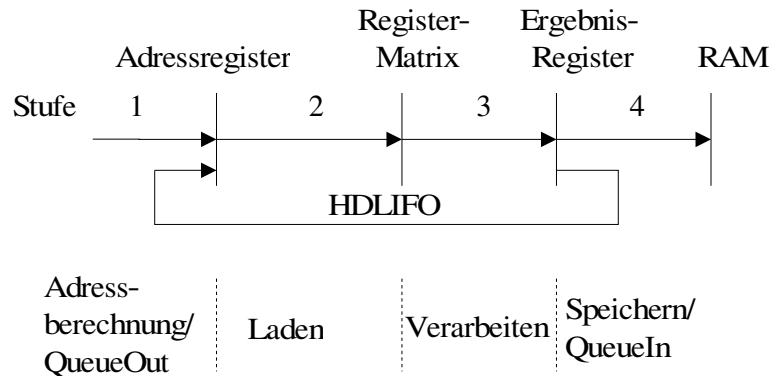 Register-
Ergebnis-
Adressregister
Matrix
Register
RAM
Stufe
1
2
3
4
HDLIFO
Adress-
berechnung/
QueueOut
Laden
Verarbeiten
Speichern/
QueueIn